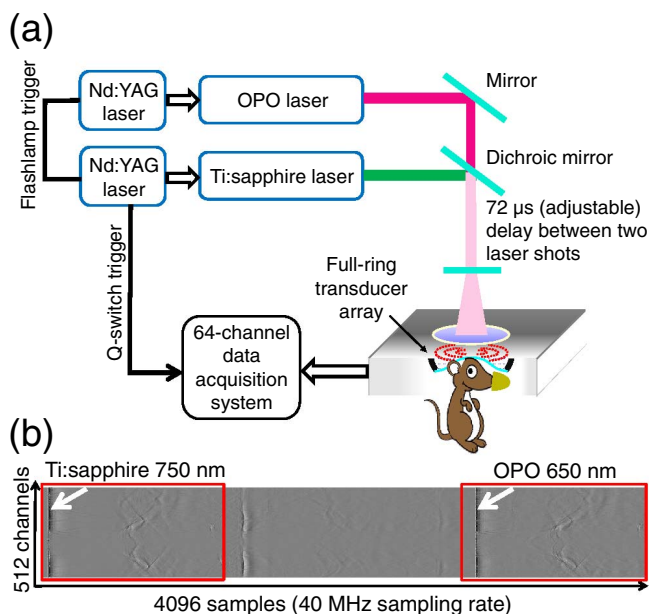 (a)
Flashlamp trigger
Nd:YAG
laser
OPO laser
Mirror
Nd:YAG
laser
Ti:sapphire laser
Dichroic mirror
72 µs (adjustable)
delay between two
laser shots
Q-switch trigger
Full-ring
transducer
array
64-channel
data
acquisition
system
(b)
Ti:sapphire 750 nm
OPO 650 nm
512 channels
4096 samples (40 MHz sampling rate)